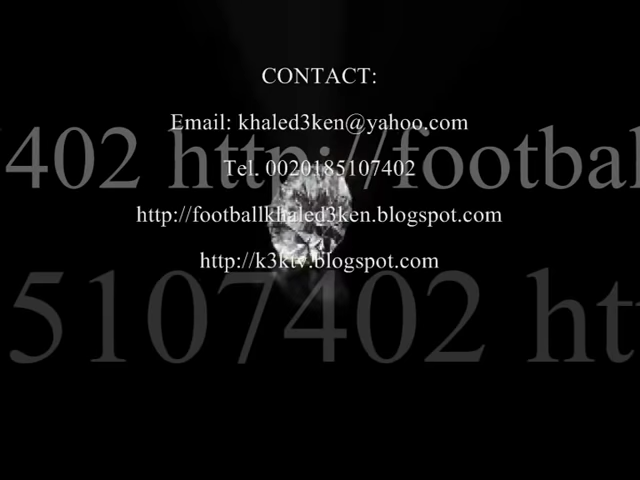 CONTACT:
Email: khaled3ken@yahoo.com
7402 http://footbal
Tel. 0020185107402
http://footballkhaled3ken.blogspot.com
http://k3ktv.blogspot.com
5107402 htt